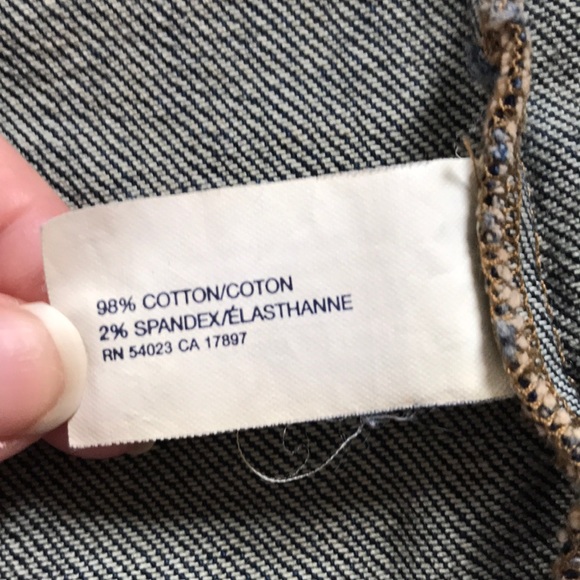 98% COTTON/COTON
2% SPANDEX/ÉLASTHANNE
RN 54023 CA 17897